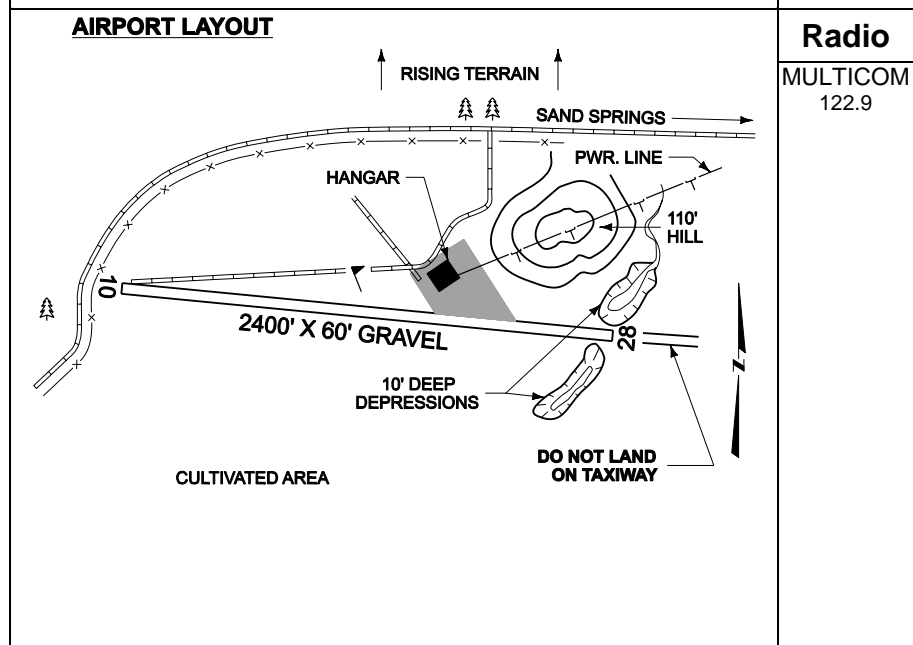 AIRPORT LAYOUT
Radio
MULTICOM
122.9
RISING TERRAIN
SAND SPRINGS
PWR. LINE
HANGAR
110'
HILL
10
2400' X 60' GRAVEL
28
N
10' DEEP
DEPRESSIONS
DO NOT LAND
ON TAXIWAY
CULTIVATED AREA